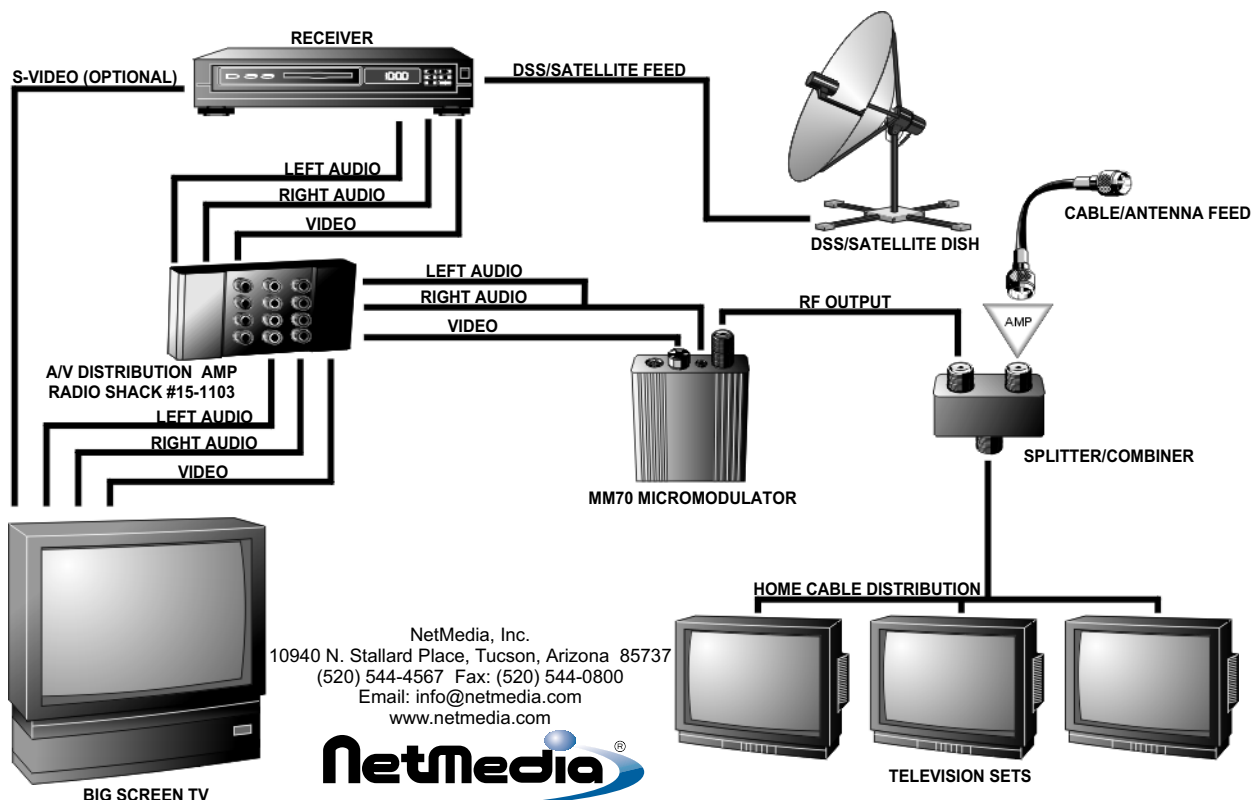 RECEIVER
S-VIDEO (OPTIONAL)
1000
DSS/SATELLITE FEED
LEFT AUDIO
RIGHT AUDIO
VIDEO
CABLE/ANTENNA FEED
DSS/SATELLITE DISH
LEFT AUDIO
RIGHT AUDIO
VIDEO
RF OUTPUT
AMP
A/V DISTRIBUTION AMP
RADIO SHACK #15-1103
LEFT AUDIO
RIGHT AUDIO
VIDEO
MM70 MICROMODULATOR
SPLITTER/COMBINER
HOME CABLE DISTRIBUTION
NetMedia, Inc.
10940 N. Stallard Place, Tucson, Arizona 85737
(520) 544-4567 Fax: (520) 544-0800
Email: info@netmedia.com
www.netmedia.com
NetMedia®
TELEVISION SETS
BIG SCREEN TV